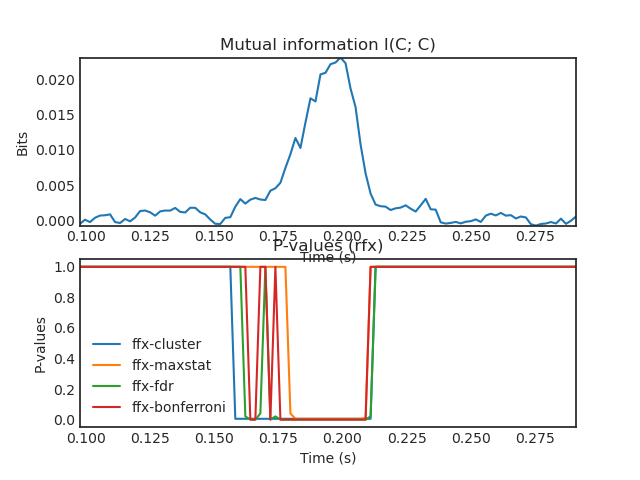 Mutual information I(C; C)
Bits
0.020
0.015
0.010
0.005
0.000
0.100 0.125 0.150 0.175 0.200 0.225 0.250 0.275
Time (s)
P-values (rfx)
P-values
1.0
0.8
0.6
0.4
0.2
0.0
ffx-cluster
ffx-maxstat
ffx-fdr
ffx-bonferroni
0.100 0.125 0.150 0.175 0.200 0.225 0.250 0.275
Time (s)